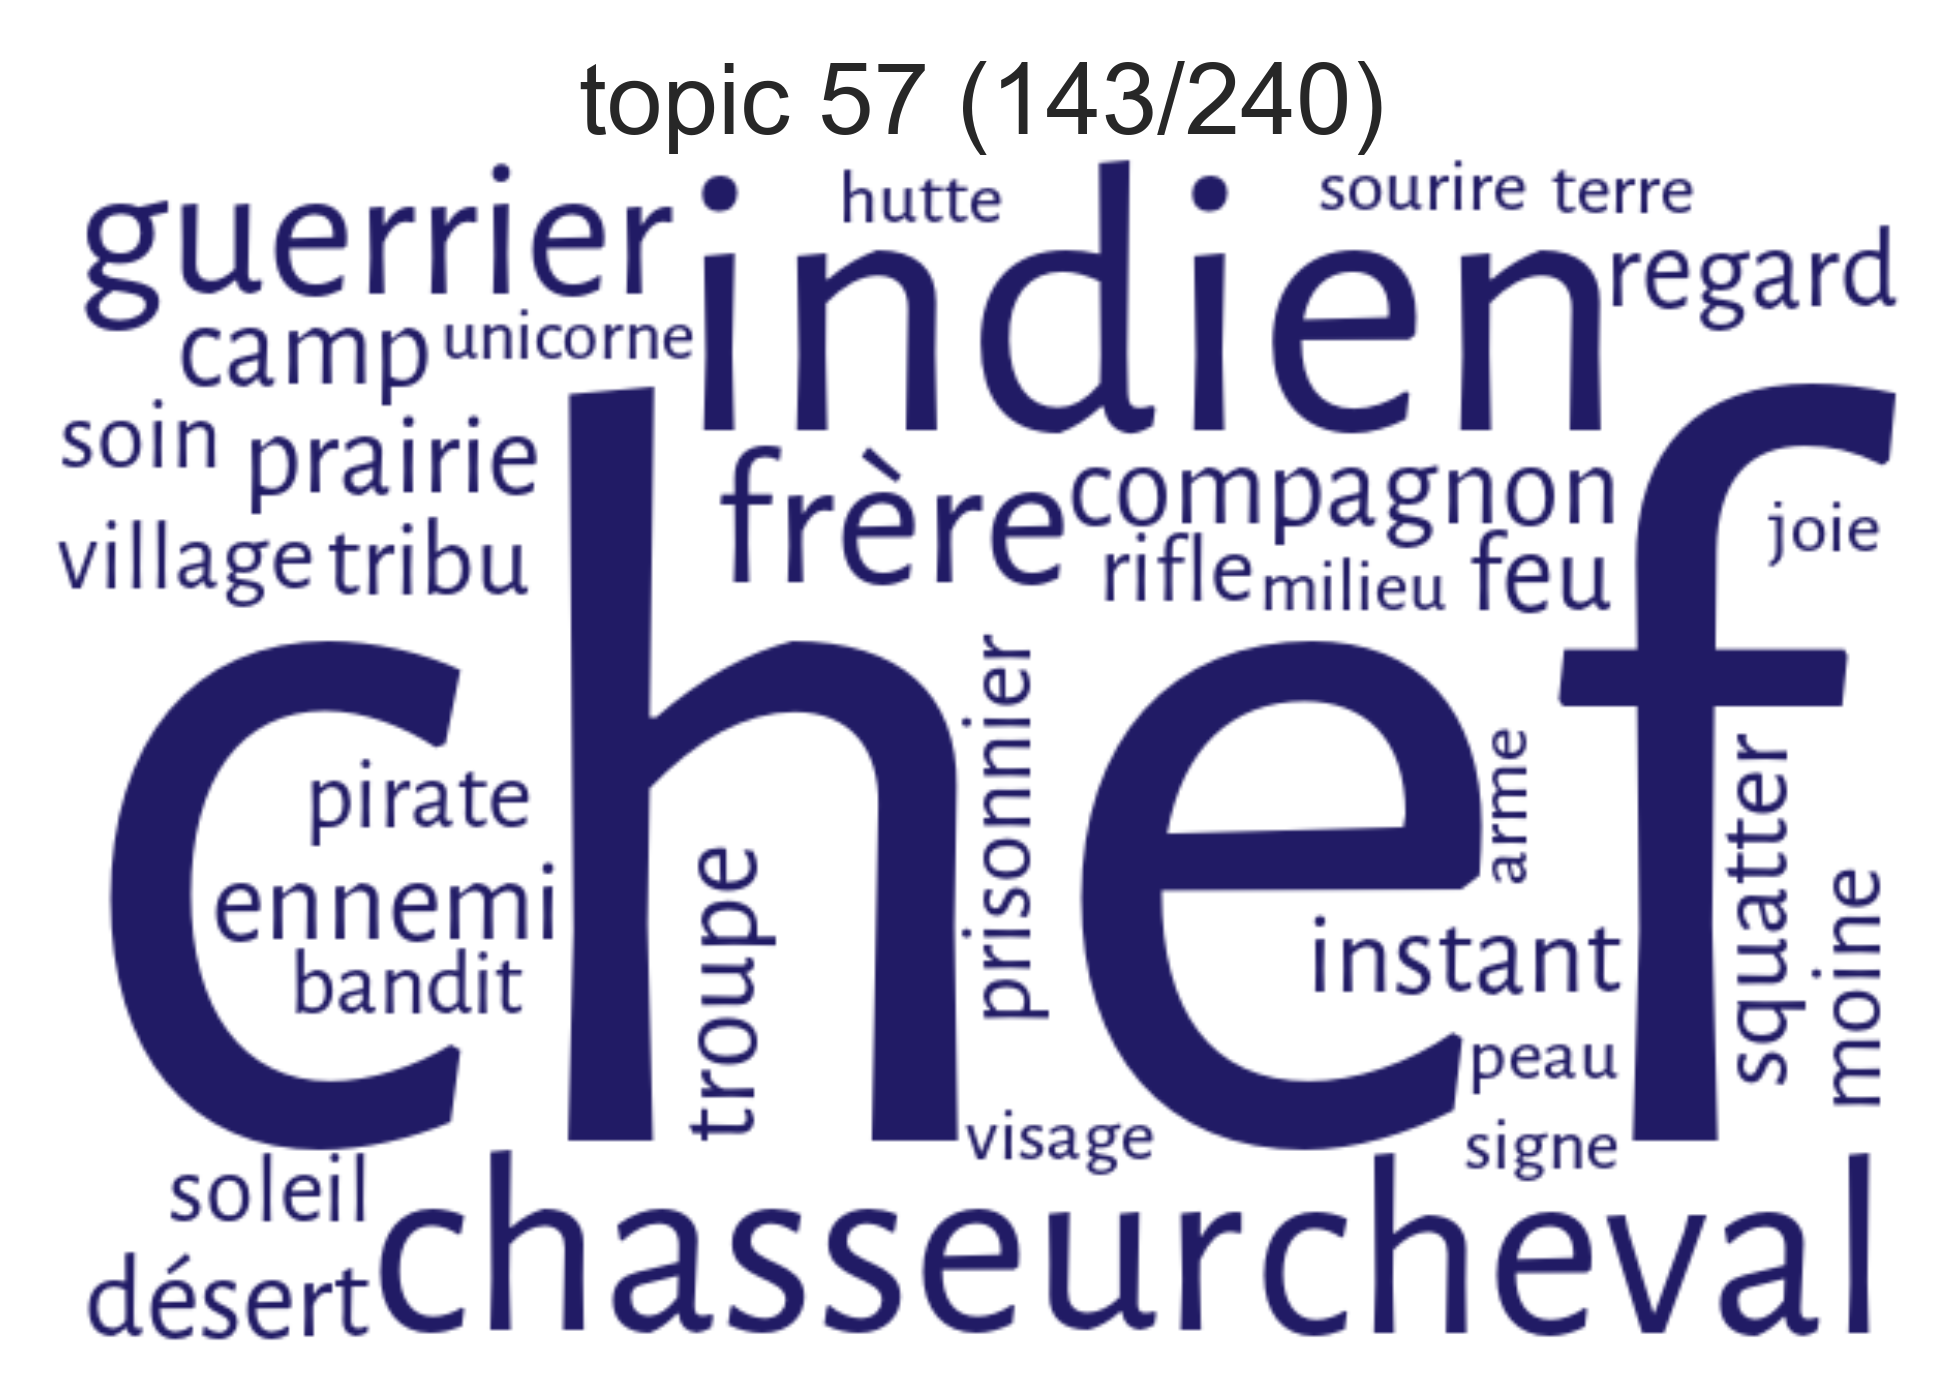 topic 57 (143/240)
guerrier
indien
hutte
sourire
terre
regard
camp
unicorne
soin
prairie
frère
compagnon
joie
village
tribu
rifle
milieu
feu
chef
pirate
ennemi
bandit
troupe
prisonnier
arme
instant
squatter
moine
peau
signe
visage
soleil
désert
chasseur
cheval